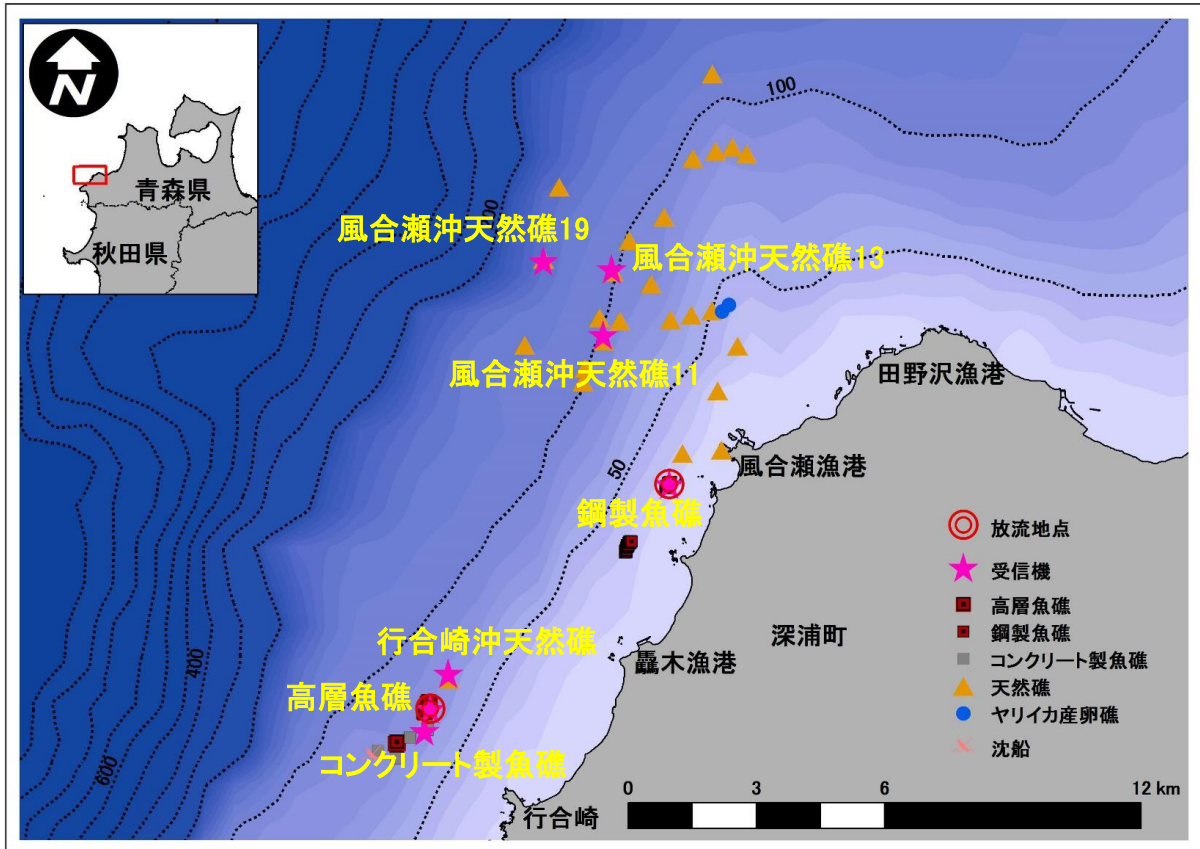 N
青森県
秋田県
100
200
風合瀬沖天然礁19
風合瀬沖天然礁13
風合瀬沖天然礁11
田野沢漁港
風合瀬漁港
50
鋼製魚礁
放流地点
受信機
高層魚礁
鋼製魚礁
コンクリート製魚礁
天然礁
ヤリイカ産卵礁
沈船
深浦町
行合崎沖天然礁
轟木漁港
400
高層魚礁
コンクリート製魚礁
600
行合崎
0 3 6 12 km